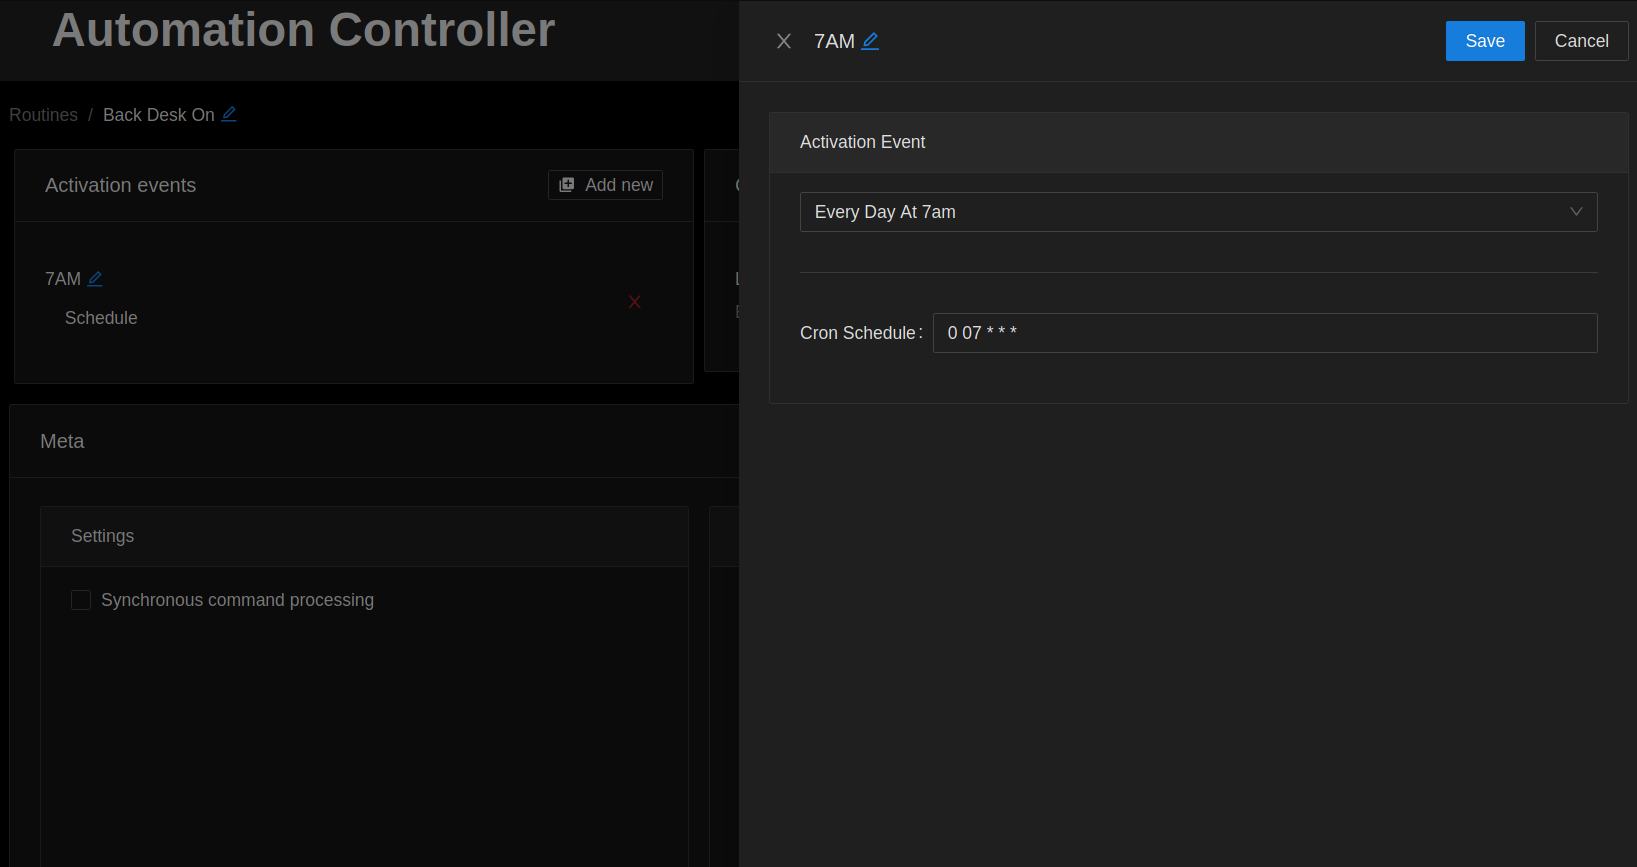 Automation Controller
Routines / Back Desk On
Activation events
Add new
7AM
Schedule
Meta
Settings
Synchronous command processing
7AM
Save
Cancel
Activation Event
Every Day At 7am
Cron Schedule:
0 07 * * *